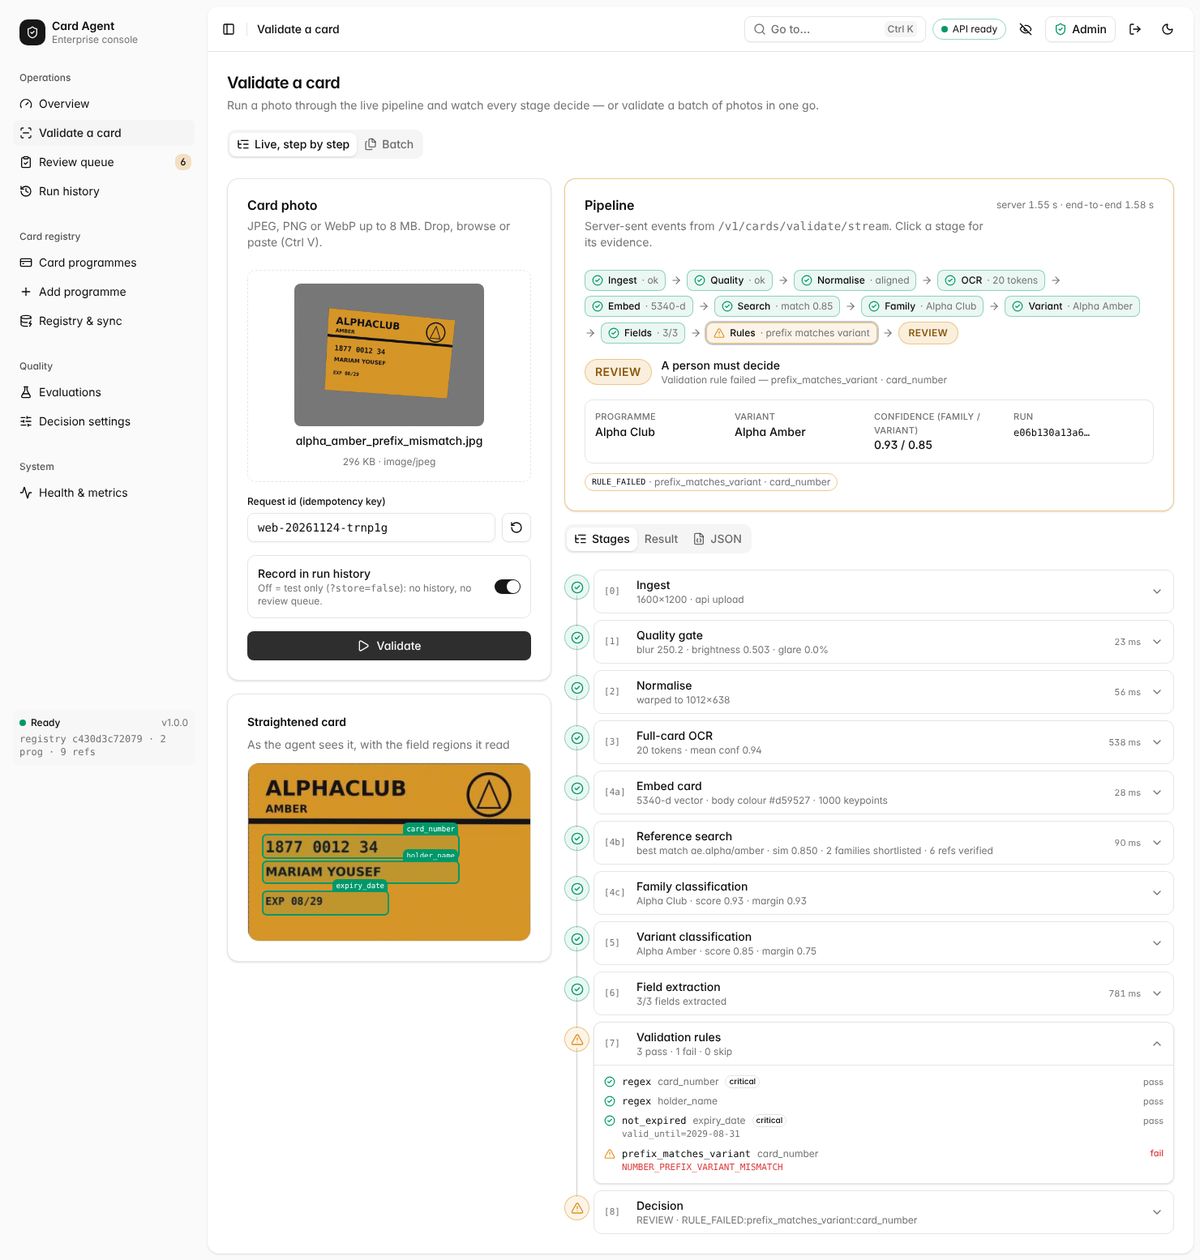 Card Agent
Enterprise console
Operations
Overview
Validate a card
Review queue 6
Run history
Card registry
Card programmes
Add programme
Registry & sync
Quality
Evaluations
Decision settings
System
Health & metrics
Ready v1.0.0
registry c430d3c72079 · 2
prog · 9 refs
Validate a card
Go to... Ctrl K
API ready
Admin
Validate a card
Run a photo through the live pipeline and watch every stage decide — or validate a batch of photos in one go.
Live, step by step
Batch
Card photo
JPEG, PNG or WebP up to 8 MB. Drop, browse or
paste (Ctrl V).
ALPHACLUB
AMBER
1877 0012 34
MARIAM YOUSEF
EXP 08/29
alpha_amber_prefix_mismatch.jpg
296 KB · image/jpeg
Request id (idempotency key)
web-20261124-trnp1g
Record in run history
Off = test only (?store=false): no history, no
review queue.
Validate
Straightened card
As the agent sees it, with the field regions it read
ALPHACLUB
AMBER
card_number
1877 0012 34
holder_name
MARIAM YOUSEF
expiry_date
EXP 08/29
Pipeline
server 1.55 s · end-to-end 1.58 s
Server-sent events from /v1/cards/validate/stream. Click a stage for
its evidence.
Ingest · ok → Quality · ok → Normalise · aligned → OCR · 20 tokens →
Embed · 5340-d → Search · match 0.85 → Family · Alpha Club → Variant · Alpha Amber
→ Fields · 3/3 → Rules · prefix matches variant → REVIEW
REVIEW
A person must decide
Validation rule failed — prefix_matches_variant · card_number
PROGRAMME
Alpha Club
VARIANT
Alpha Amber
CONFIDENCE (FAMILY /
VARIANT)
0.93 / 0.85
RUN
e06b130a13a6…
RULE_FAILED · prefix_matches_variant · card_number
Stages
Result
JSON
[0] Ingest
1600×1200 · api upload
[1] Quality gate 23 ms
blur 250.2 · brightness 0.503 · glare 0.0%
[2] Normalise 56 ms
warped to 1012×638
[3] Full-card OCR 538 ms
20 tokens · mean conf 0.94
[4a] Embed card 28 ms
5340-d vector · body colour #d59527 · 1000 keypoints
[4b] Reference search 90 ms
best match ae.alpha/amber · sim 0.850 · 2 families shortlisted · 6 refs verified
[4c] Family classification
Alpha Club · score 0.93 · margin 0.93
[5] Variant classification
Alpha Amber · score 0.85 · margin 0.75
[6] Field extraction 781 ms
3/3 fields extracted
[7] Validation rules
3 pass · 1 fail · 0 skip
regex card_number critical pass
regex holder_name pass
not_expired expiry_date critical pass
valid_until=2029-08-31
prefix_matches_variant card_number fail
NUMBER_PREFIX_VARIANT_MISMATCH
[8] Decision
REVIEW · RULE_FAILED:prefix_matches_variant:card_number